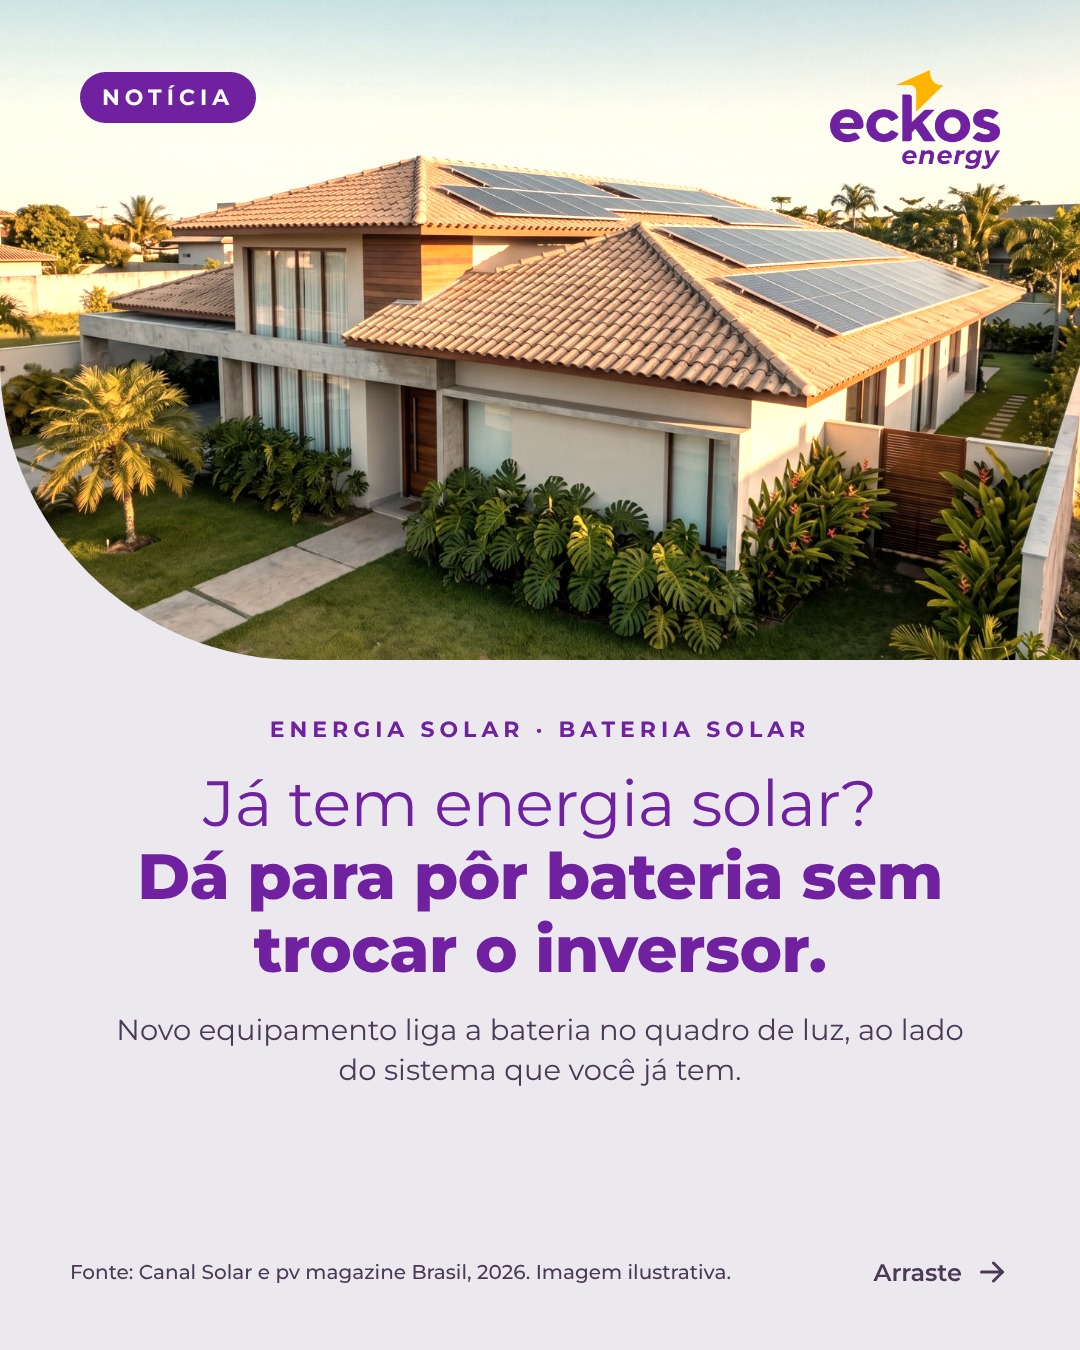 NOTÍCIA
eckos
energy
ENERGIA SOLAR · BATERIA SOLAR
Já tem energia solar?
Dá para pôr bateria sem
trocar o inversor.
Novo equipamento liga a bateria no quadro de luz, ao lado
do sistema que você já tem.
Fonte: Canal Solar e pv magazine Brasil, 2026. Imagem ilustrativa.
Arraste →